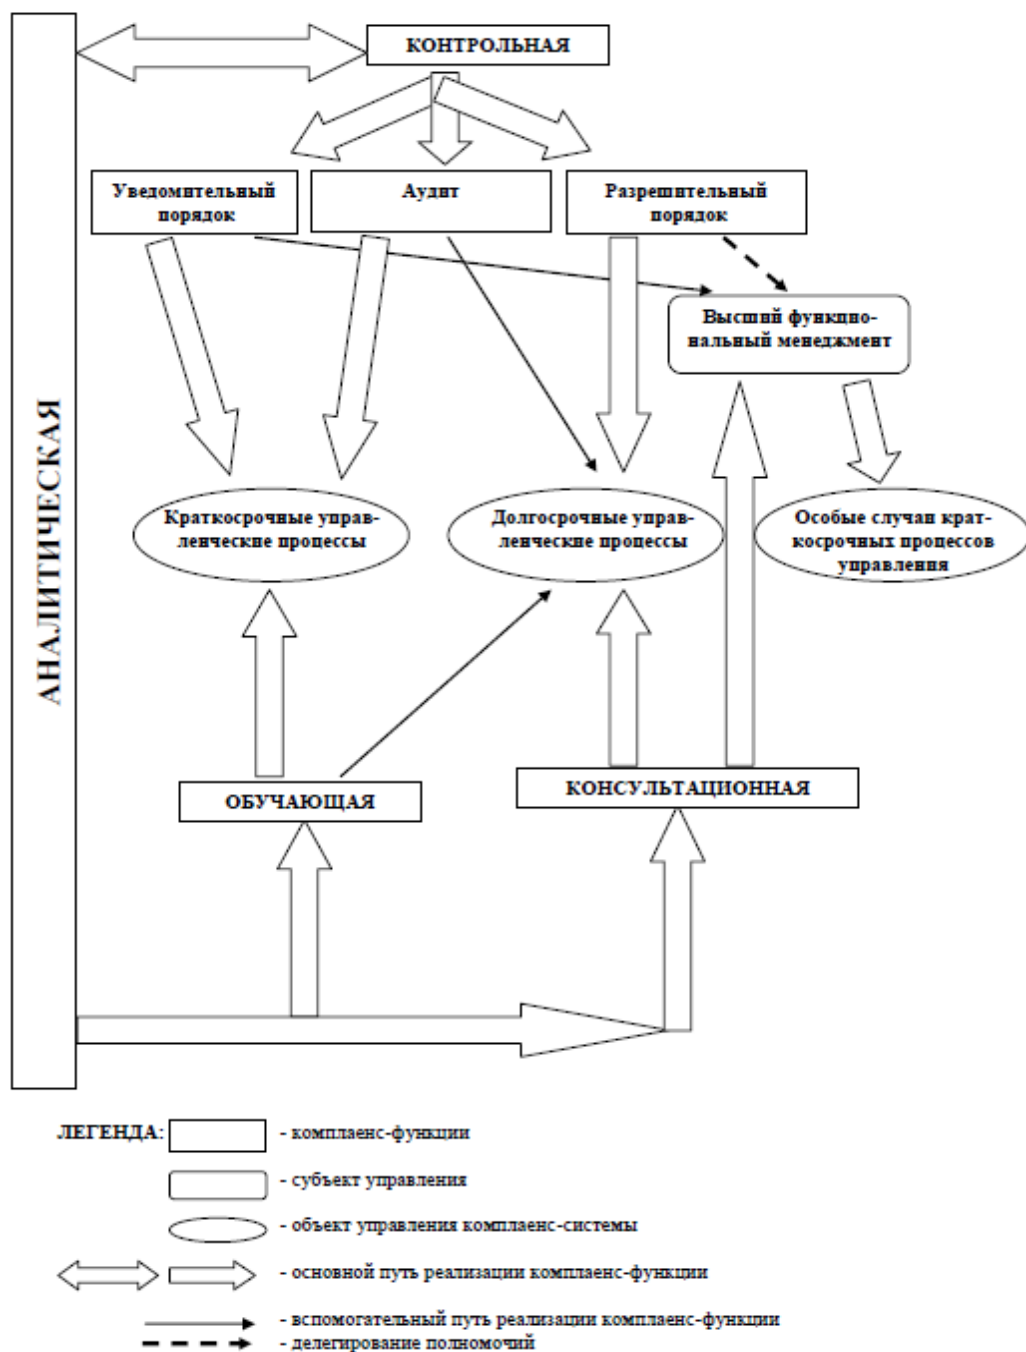 АНАЛИТИЧЕСКАЯ
КОНТРОЛЬНАЯ
Уведомительный
порядок
Аудит
Разрешительный
порядок
Высший функцио-
нальный менеджмент
Краткосрочные управ-
ленческие процессы
Долгосрочные управ-
ленческие процессы
Особые случаи крат-
косрочных процессов
управления
ОБУЧАЮЩАЯ
КОНСУЛЬТАЦИОННАЯ
ЛЕГЕНДА:
- комплаенс-функции
- субъект управления
- объект управления комплаенс-системы
- основной путь реализации комплаенс-функции
- вспомогательный путь реализации комплаенс-функции
- делегирование полномочий